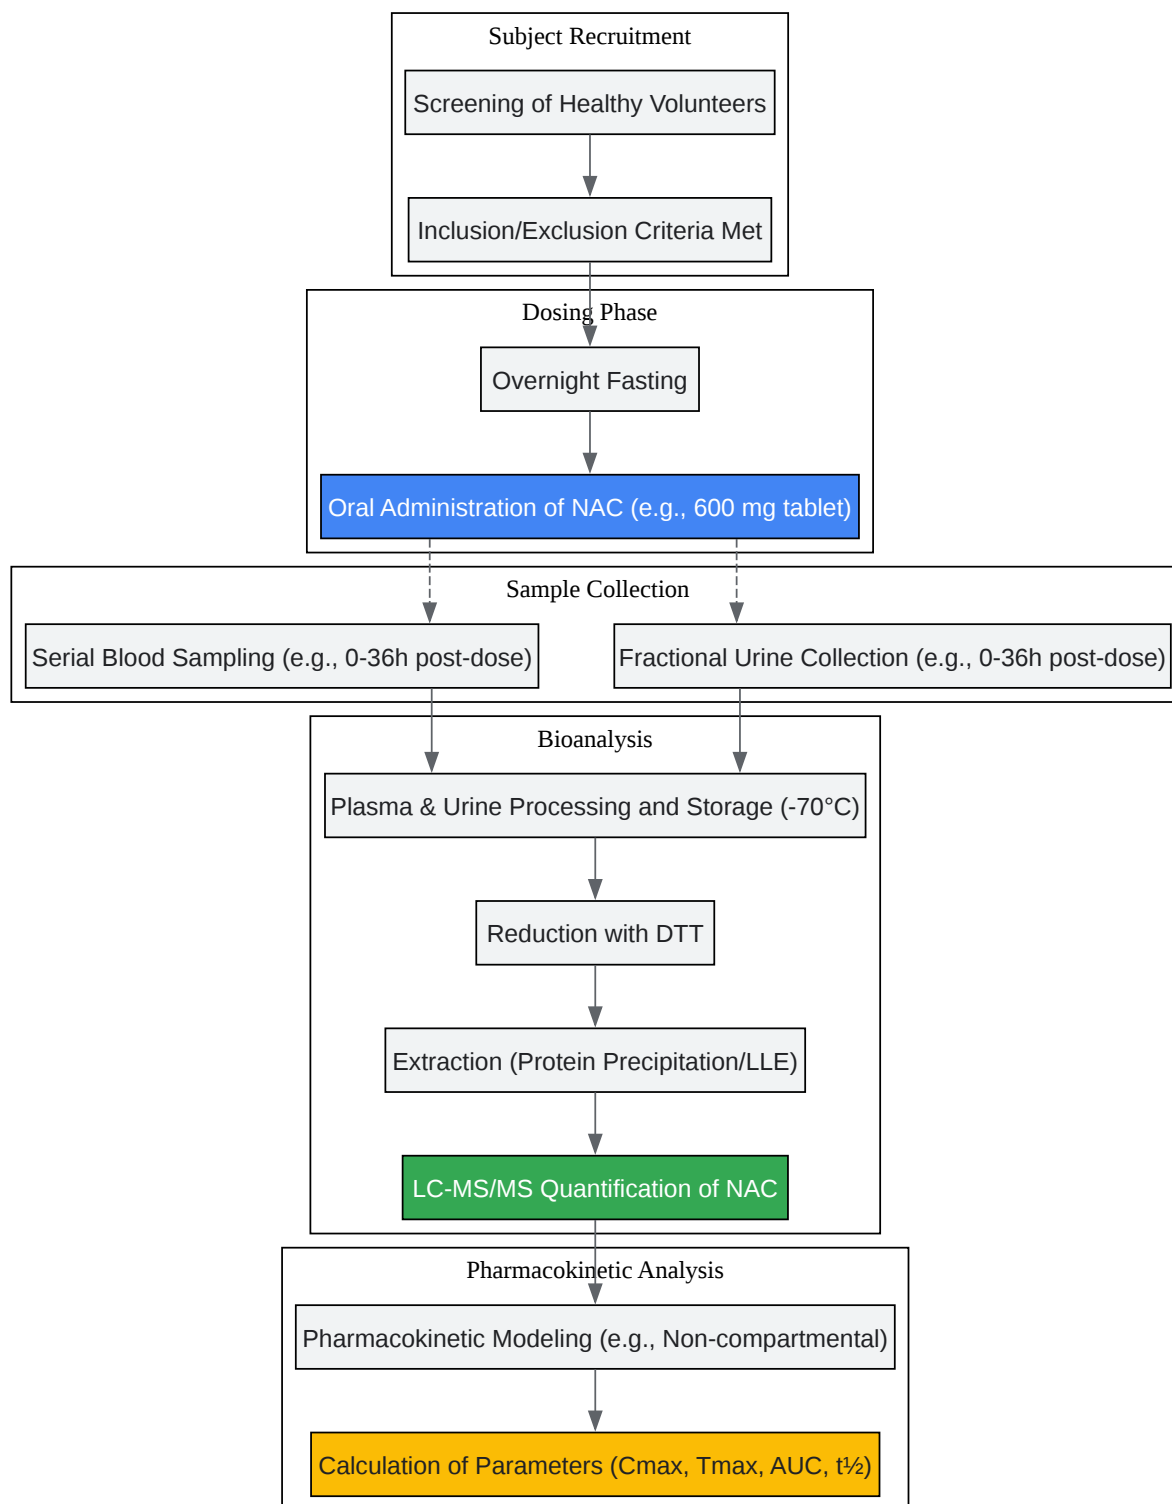 Subject Recruitment
Screening of Healthy Volunteers
Inclusion/Exclusion Criteria Met
Dosing Phase
Overnight Fasting
Oral Administration of NAC (e.g., 600 mg tablet)
Sample Collection
Serial Blood Sampling (e.g., 0-36h post-dose)
Fractional Urine Collection (e.g., 0-36h post-dose)
Bioanalysis
Plasma & Urine Processing and Storage (-70°C)
Reduction with DTT
Extraction (Protein Precipitation/LLE)
LC-MS/MS Quantification of NAC
Pharmacokinetic Analysis
Pharmacokinetic Modeling (e.g., Non-compartmental)
Calculation of Parameters (Cmax, Tmax, AUC, t½)